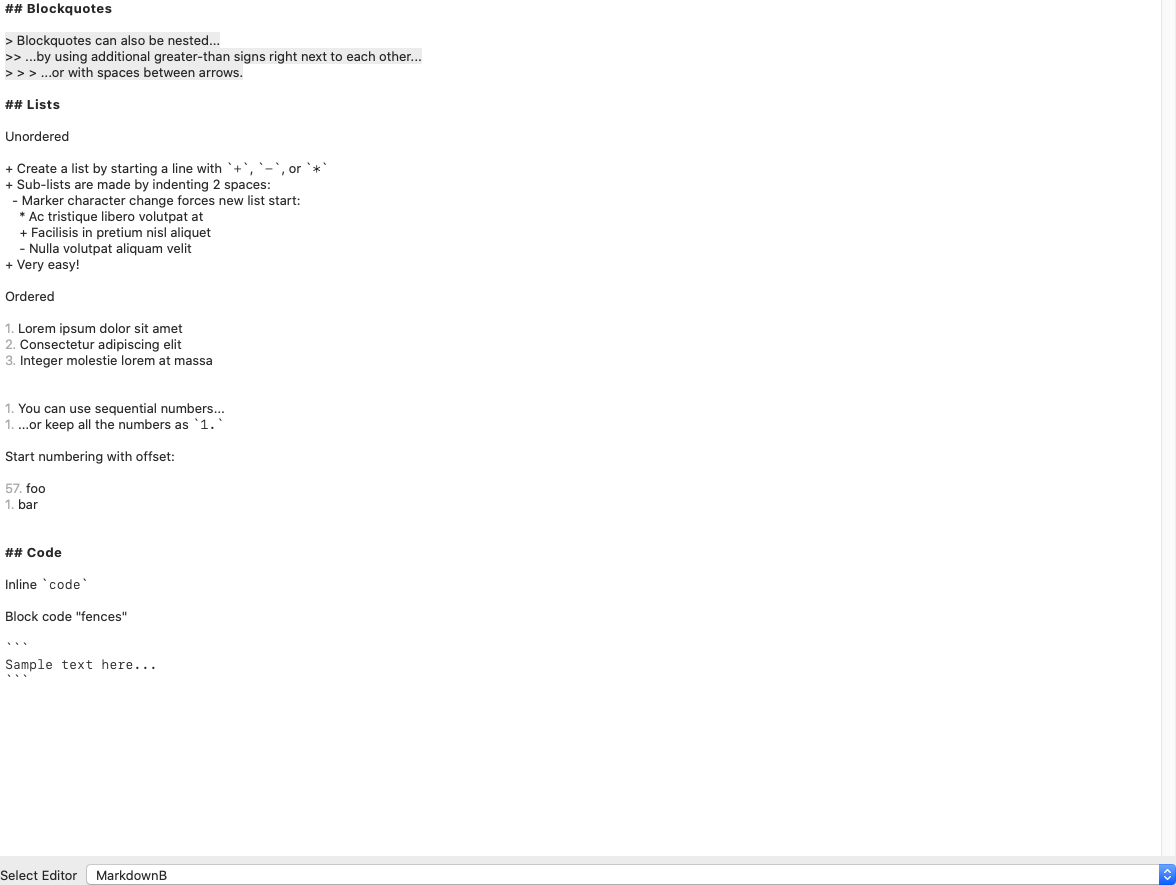 ## Blockquotes
> Blockquotes can also be nested...
>> ...by using additional greater-than signs right next to each other...
> > > ...or with spaces between arrows.
## Lists
Unordered
+ Create a list by starting a line with `+`, `-`, or `*`
+ Sub-lists are made by indenting 2 spaces:
  - Marker character change forces new list start:
    * Ac tristique libero volutpat at
    + Facilisis in pretium nisl aliquet
    - Nulla volutpat aliquam velit
+ Very easy!
Ordered
1. Lorem ipsum dolor sit amet
2. Consectetur adipiscing elit
3. Integer molestie lorem at massa
1. You can use sequential numbers...
1. ...or keep all the numbers as `1.`
Start numbering with offset:
57. foo
1. bar
## Code
Inline `code`
Block code "fences"
```
Sample text here...
```
Select Editor MarkdownB